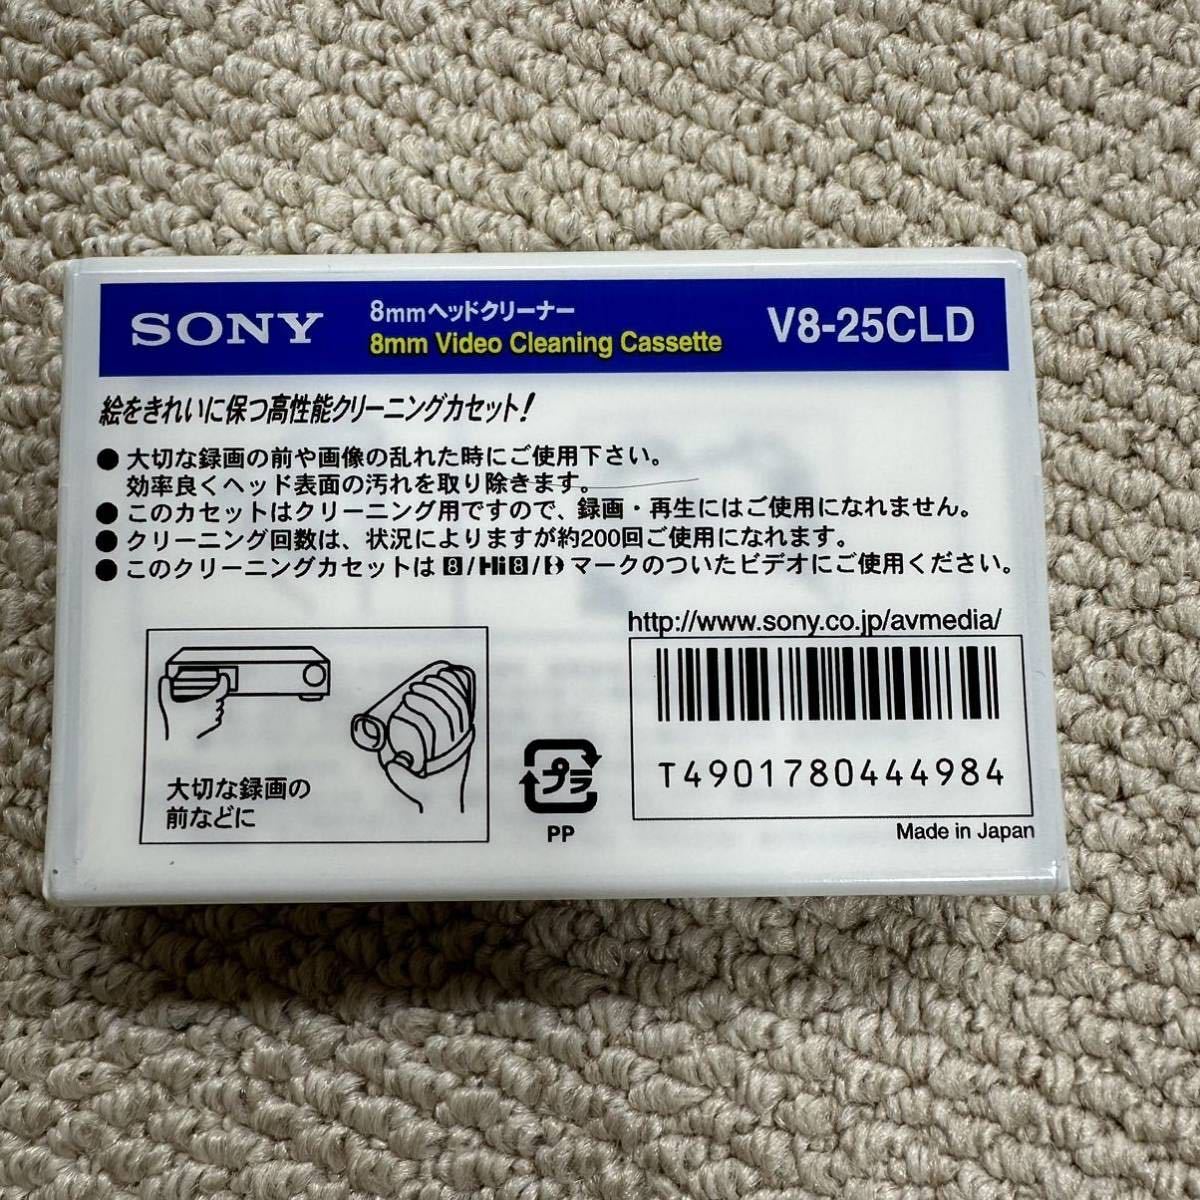 SONY
8mmヘッドクリーナー
8mm Video Cleaning Cassette
V8-25CLD
絵をきれいに保つ高性能クリーニングカセット!
● 大切な録画の前や画像の乱れた時にご使用下さい。
効率良くヘッド表面の汚れを取り除きます。
● このカセットはクリーニング用ですので、録画・再生にはご使用になれません。
● クリーニング回数は、状況によりますが約200回ご使用になれます。
● このクリーニングカセットは 8/Hi8/D マークのついたビデオにご使用ください。
http://www.sony.co.jp/avmedia/
大切な録画の
前などに
プラ
PP
T4901780444984
Made in Japan